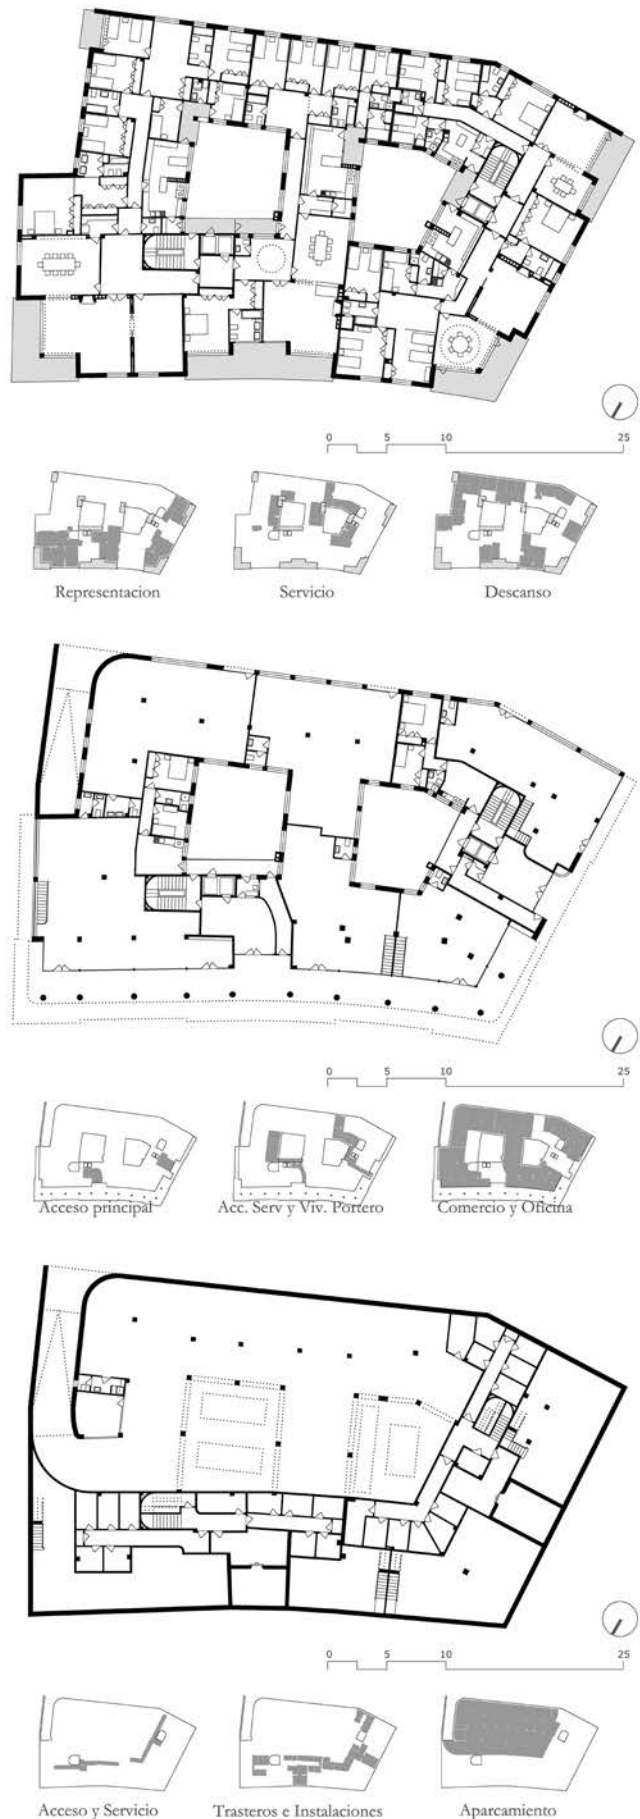 0 5 10 25
Representacion Servicio Descanso
0 5 10 25
Acceso principal Acc. Serv y Viv. Portero Comercio y Oficina
0 5 10 25
Acceso y Servicio Trasteros e Instalaciones Aparcamiento